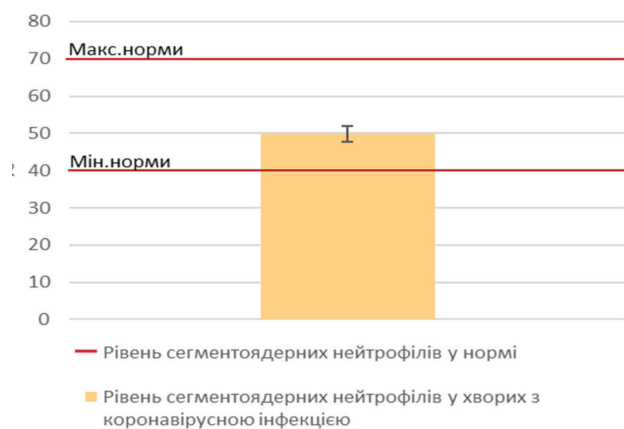 80
Макс.норми
70
60
50
Мін.норми
40
30
20
10
0
Рівень сегментоядерних нейтрофілів у нормі
Рівень сегментоядерних нейтрофілів у хворих з
коронавірусною інфекцією